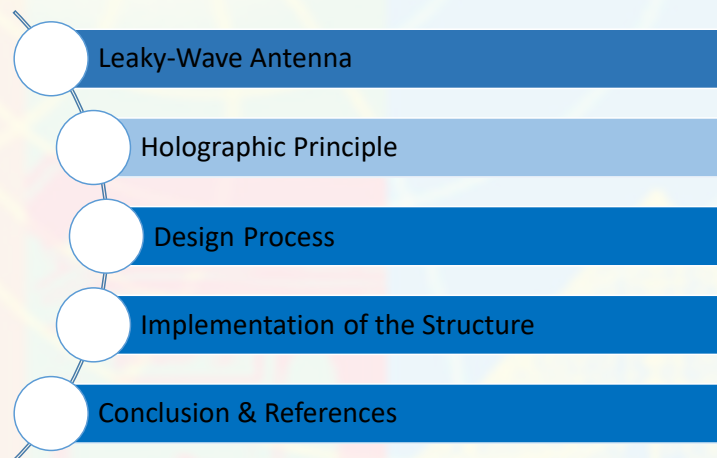 Leaky-Wave Antenna
Holographic Principle
Design Process
Implementation of the Structure
Conclusion & References